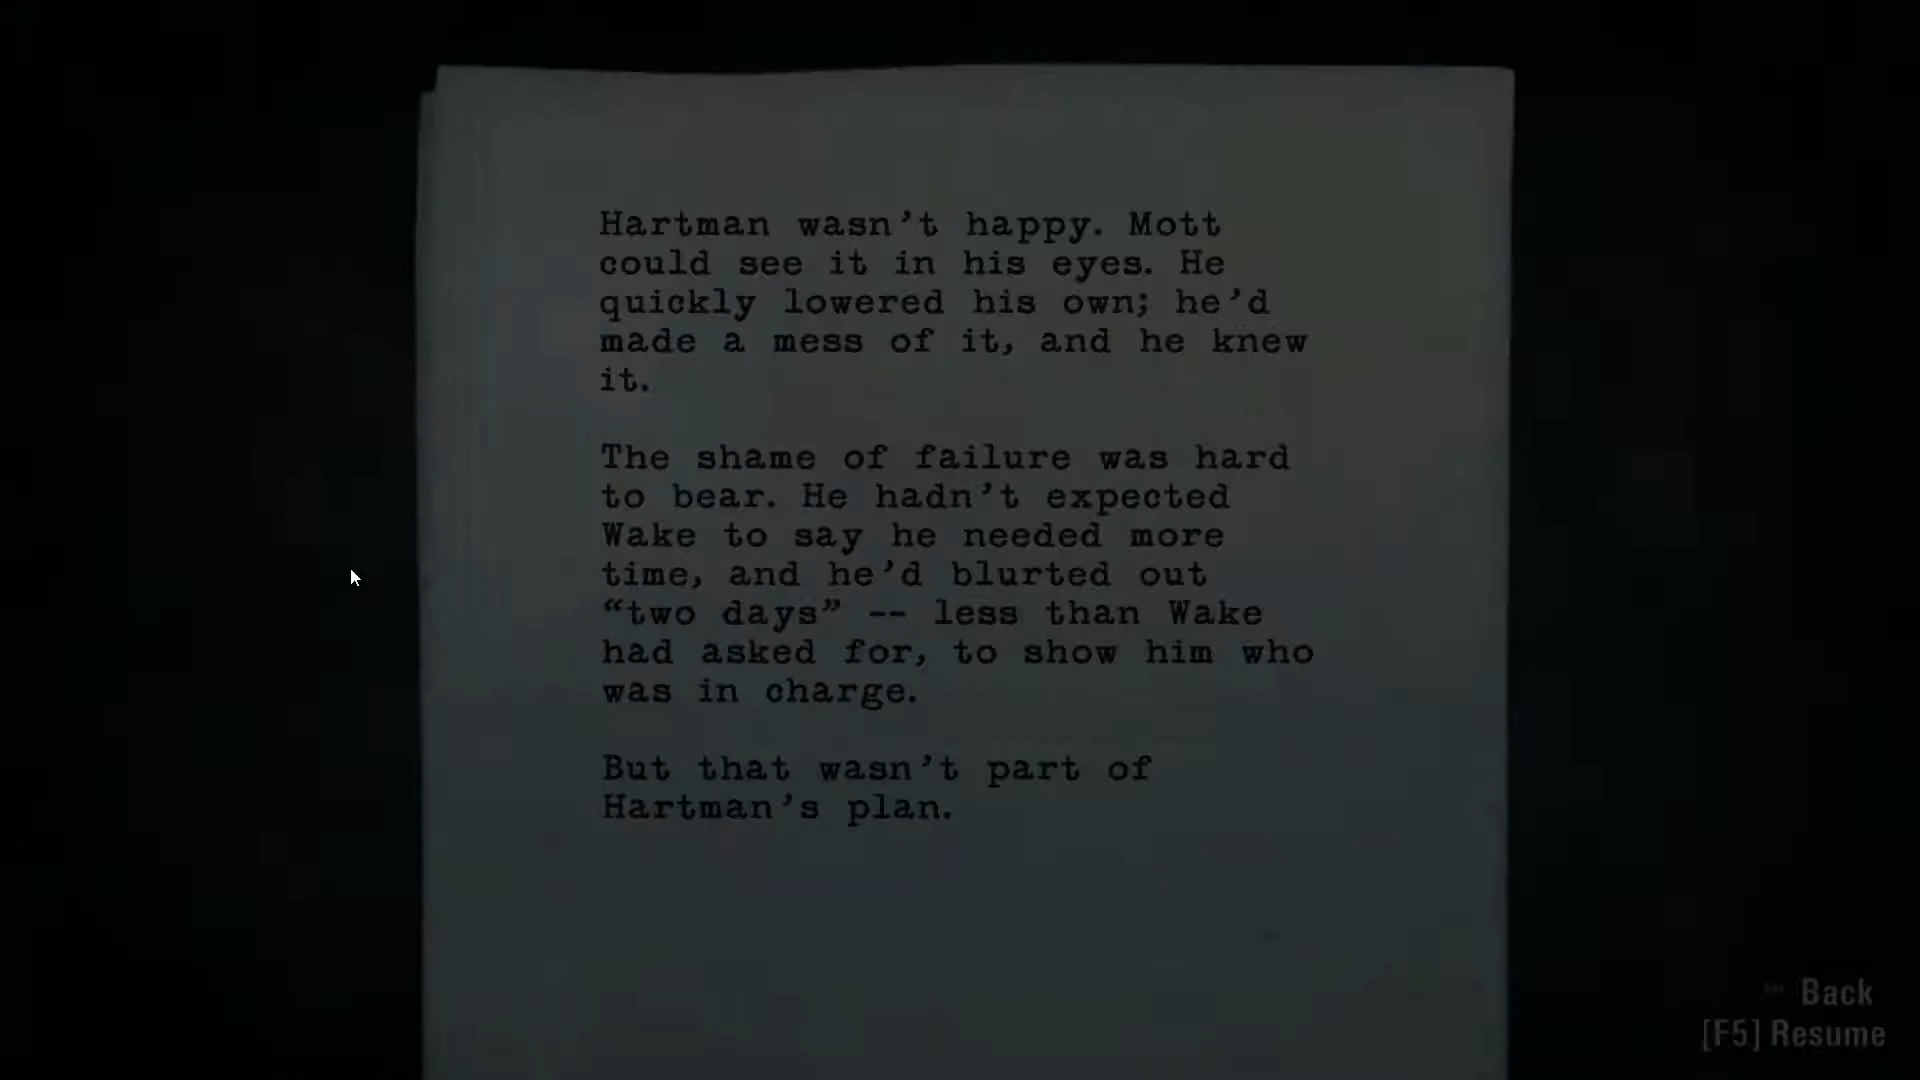 Hartman wasn’t happy. Mott
could see it in his eyes. He
quickly lowered his own; he’d
made a mess of it, and he knew
it.
The shame of failure was hard
to bear. He hadn’t expected
Wake to say he needed more
time, and he’d blurted out
“two days” -- less than Wake
had asked for, to show him who
was in charge.
But that wasn’t part of
Hartman’s plan.
Back
[F5] Resume